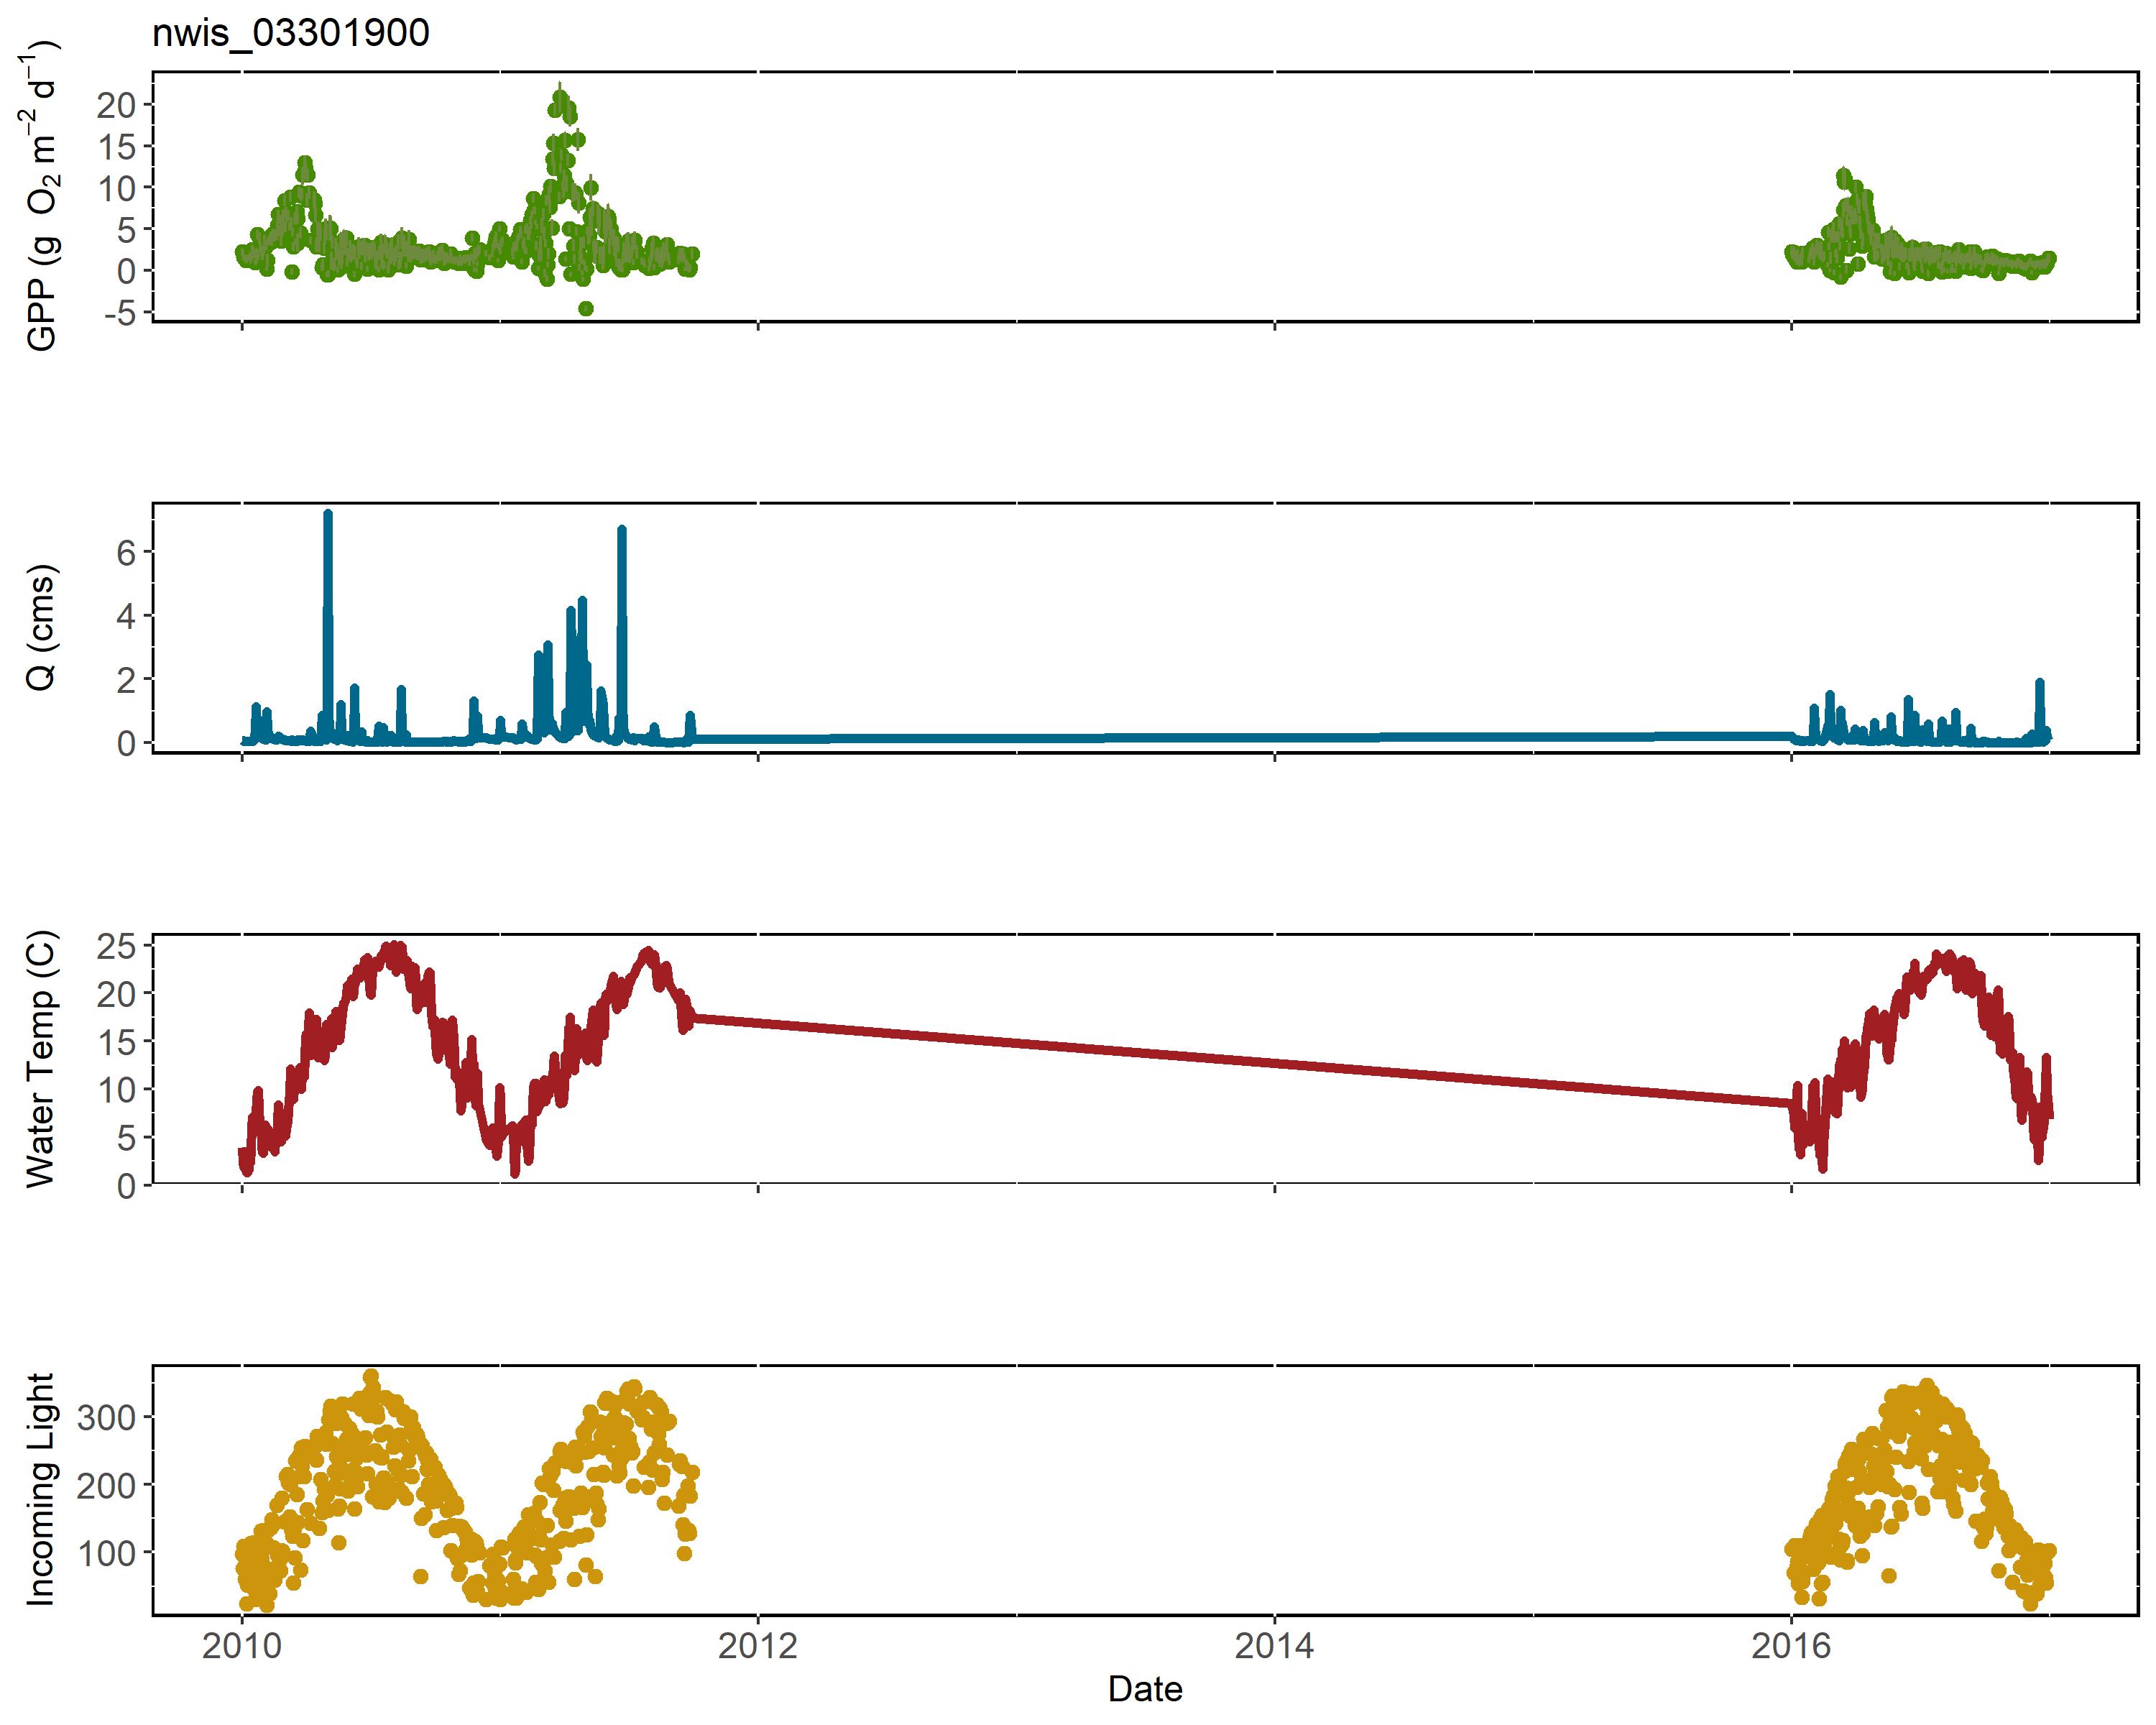 nwis_03301900
GPP (g O₂ m⁻² d⁻¹)
20
15
10
5
0
-5
Q (cms)
6
4
2
0
Water Temp (C)
25
20
15
10
5
0
Incoming Light
300
200
100
2010 2012 2014 2016
Date